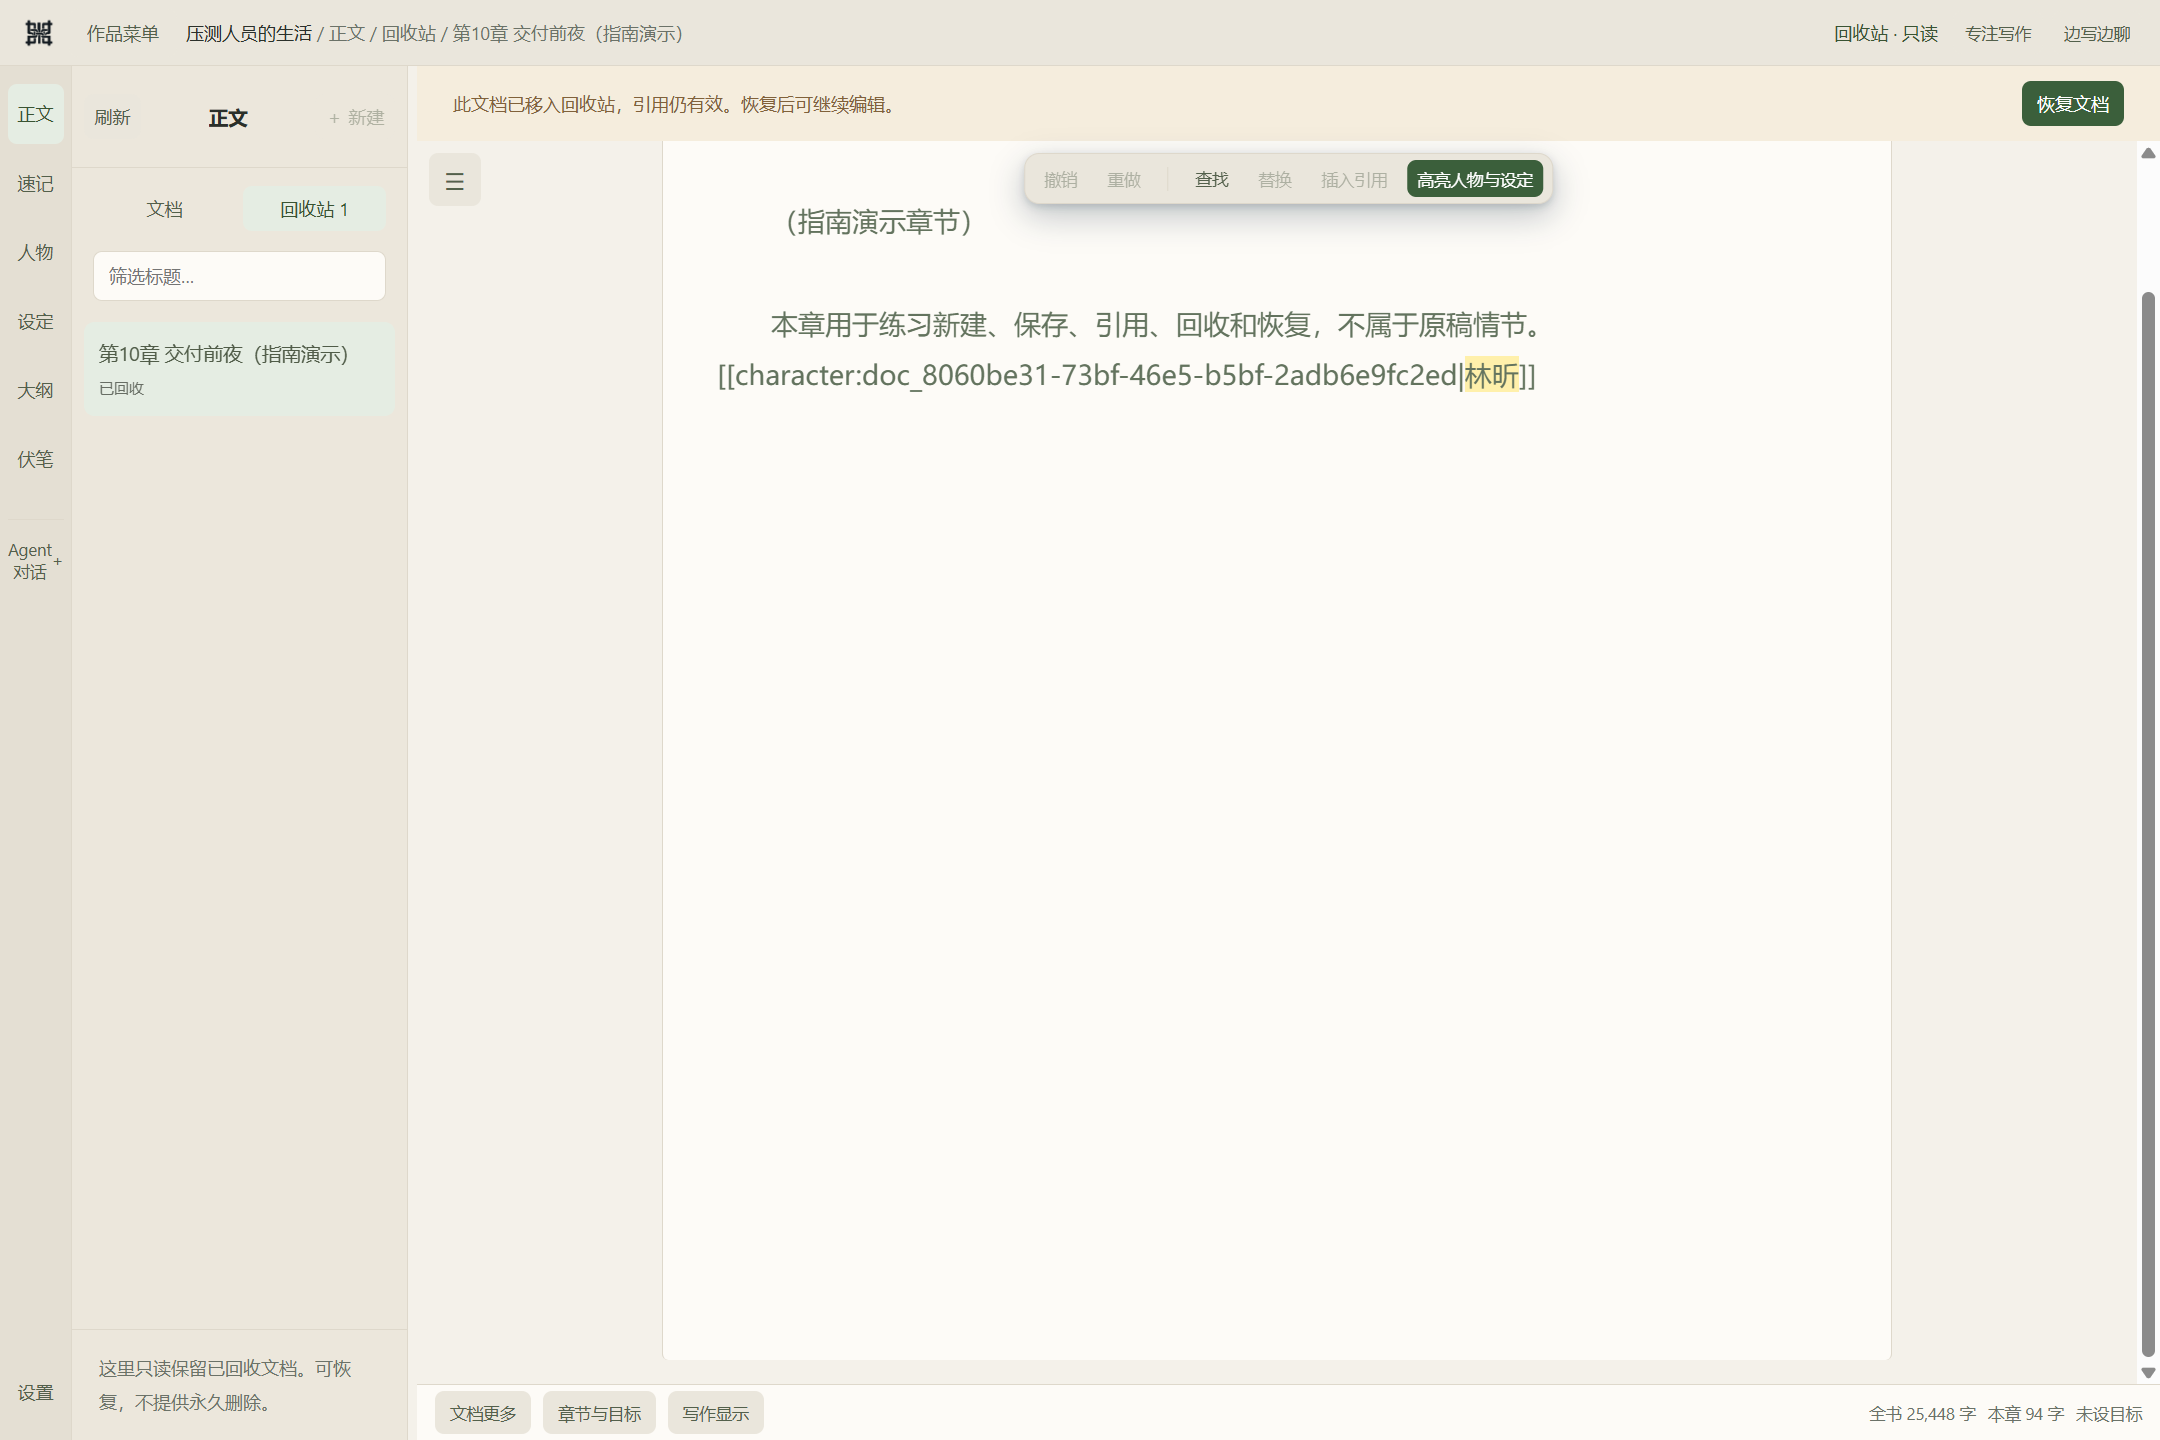 作品菜单 压测人员的生活 / 正文 / 回收站 / 第10章 交付前夜（指南演示） 回收站 · 只读 专注写作 边写边聊
正文
速记
人物
设定
大纲
伏笔
Agent
对话 +
设置
刷新 正文 + 新建
文档 回收站 1
筛选标题...
第10章 交付前夜（指南演示）
已回收
这里只读保留已回收文档。可恢
复，不提供永久删除。
此文档已移入回收站，引用仍有效。恢复后可继续编辑。 恢复文档
☰ 撤销 重做 查找 替换 插入引用 高亮人物与设定
（指南演示章节）
本章用于练习新建、保存、引用、回收和恢复，不属于原稿情节。
[[character:doc_8060be31-73bf-46e5-b5bf-2adb6e9fc2ed|林昕]]
文档更多 章节与目标 写作显示 全书 25,448 字 本章 94 字 未设目标